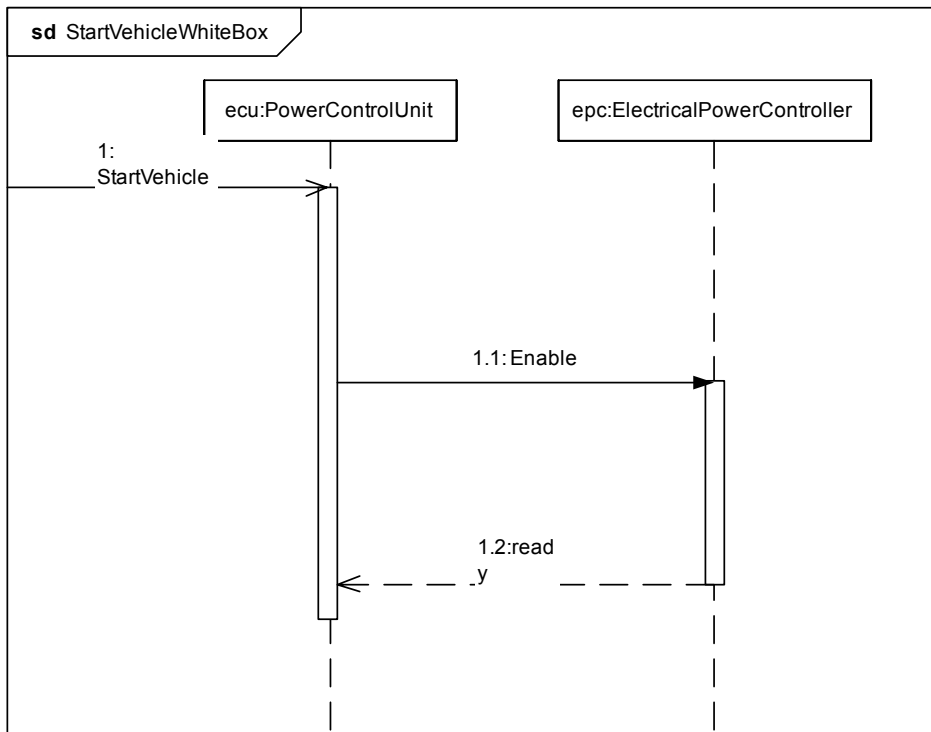 sd StartVehicleWhiteBox
ecu:PowerControlUnit
epc:ElectricalPowerController
1:
StartVehicle
1.1:Enable
1.2:read
y